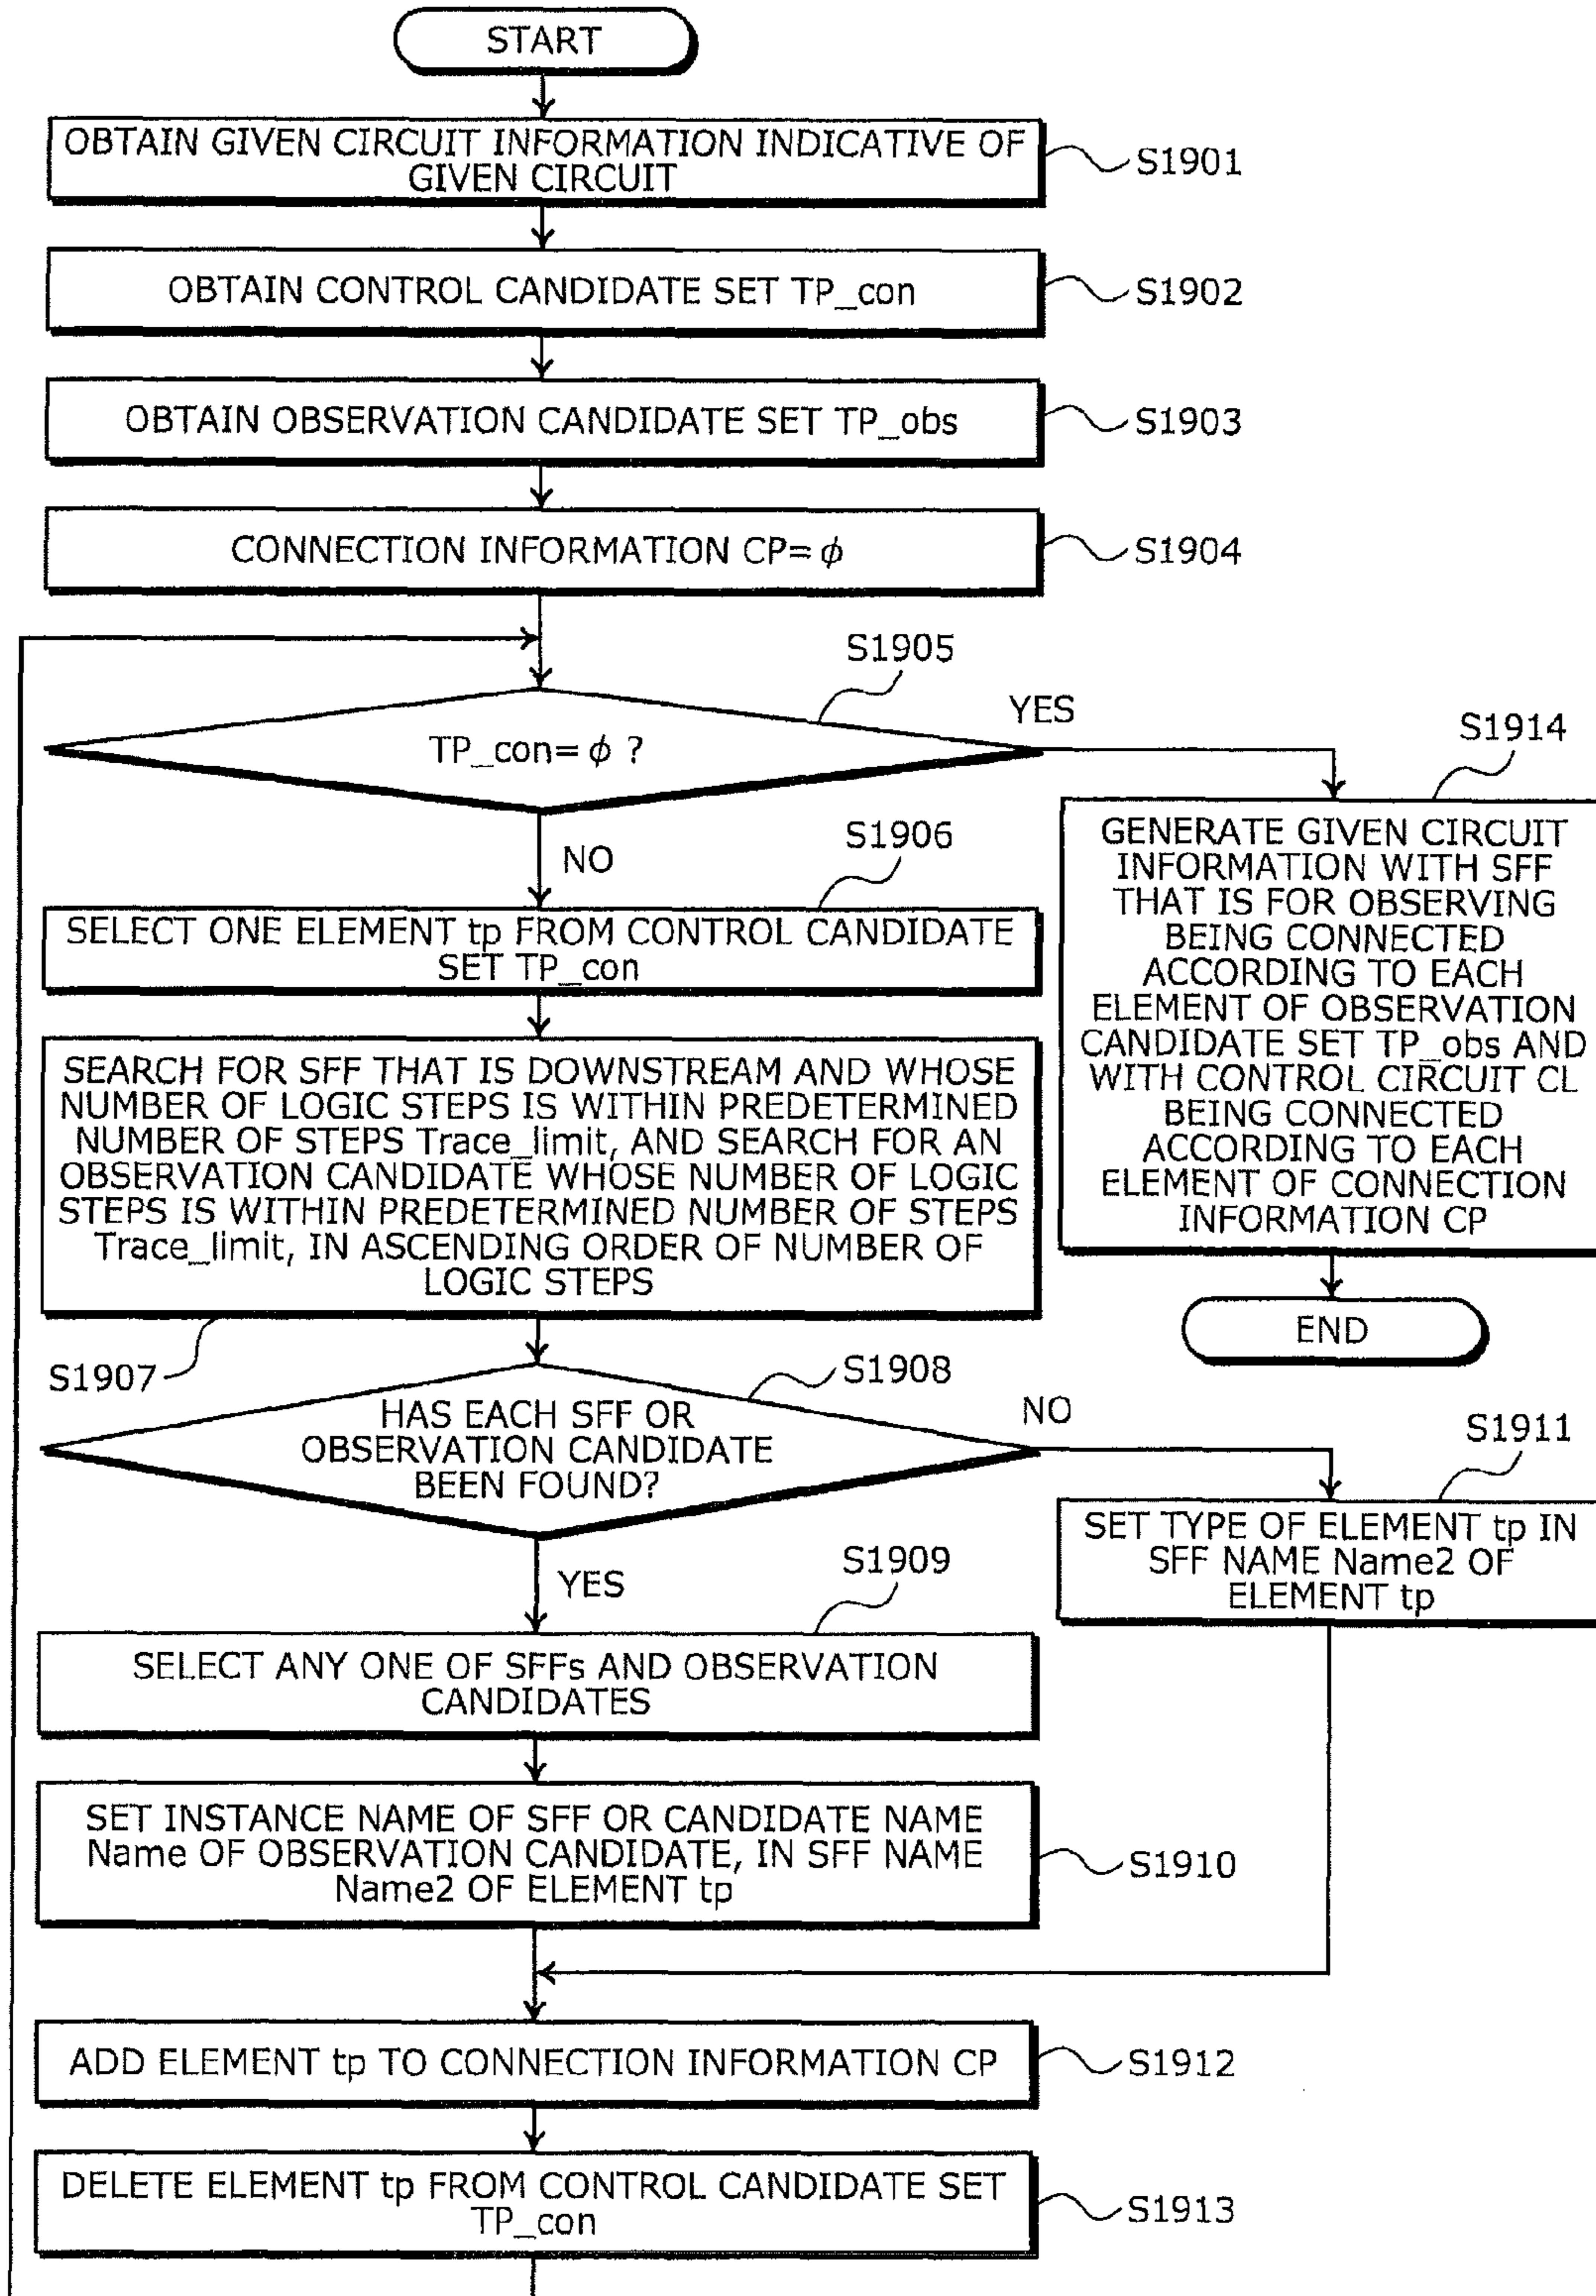 START
OBTAIN GIVEN CIRCUIT INFORMATION INDICATIVE OF
GIVEN CIRCUIT
S1901
OBTAIN CONTROL CANDIDATE SET TP_con
S1902
OBTAIN OBSERVATION CANDIDATE SET TP_obs
S1903
CONNECTION INFORMATION CP=ϕ
S1904
S1905
TP_con=ϕ ?
YES
NO
S1914
GENERATE GIVEN CIRCUIT
INFORMATION WITH SFF
THAT IS FOR OBSERVING
BEING CONNECTED
ACCORDING TO EACH
ELEMENT OF OBSERVATION
CANDIDATE SET TP_obs AND
WITH CONTROL CIRCUIT CL
BEING CONNECTED
ACCORDING TO EACH
ELEMENT OF CONNECTION
INFORMATION CP
END
S1906
SELECT ONE ELEMENT tp FROM CONTROL CANDIDATE
SET TP_con
SEARCH FOR SFF THAT IS DOWNSTREAM AND WHOSE
NUMBER OF LOGIC STEPS IS WITHIN PREDETERMINED
NUMBER OF STEPS Trace_limit, AND SEARCH FOR AN
OBSERVATION CANDIDATE WHOSE NUMBER OF LOGIC
STEPS IS WITHIN PREDETERMINED NUMBER OF STEPS
Trace_limit, IN ASCENDING ORDER OF NUMBER OF
LOGIC STEPS
S1907
S1908
HAS EACH SFF OR
OBSERVATION CANDIDATE
BEEN FOUND?
NO
YES
S1911
SET TYPE OF ELEMENT tp IN
SFF NAME Name2 OF
ELEMENT tp
S1909
SELECT ANY ONE OF SFFs AND OBSERVATION
CANDIDATES
SET INSTANCE NAME OF SFF OR CANDIDATE NAME
Name OF OBSERVATION CANDIDATE, IN SFF NAME
Name2 OF ELEMENT tp
S1910
ADD ELEMENT tp TO CONNECTION INFORMATION CP
S1912
DELETE ELEMENT tp FROM CONTROL CANDIDATE SET
TP_con
S1913